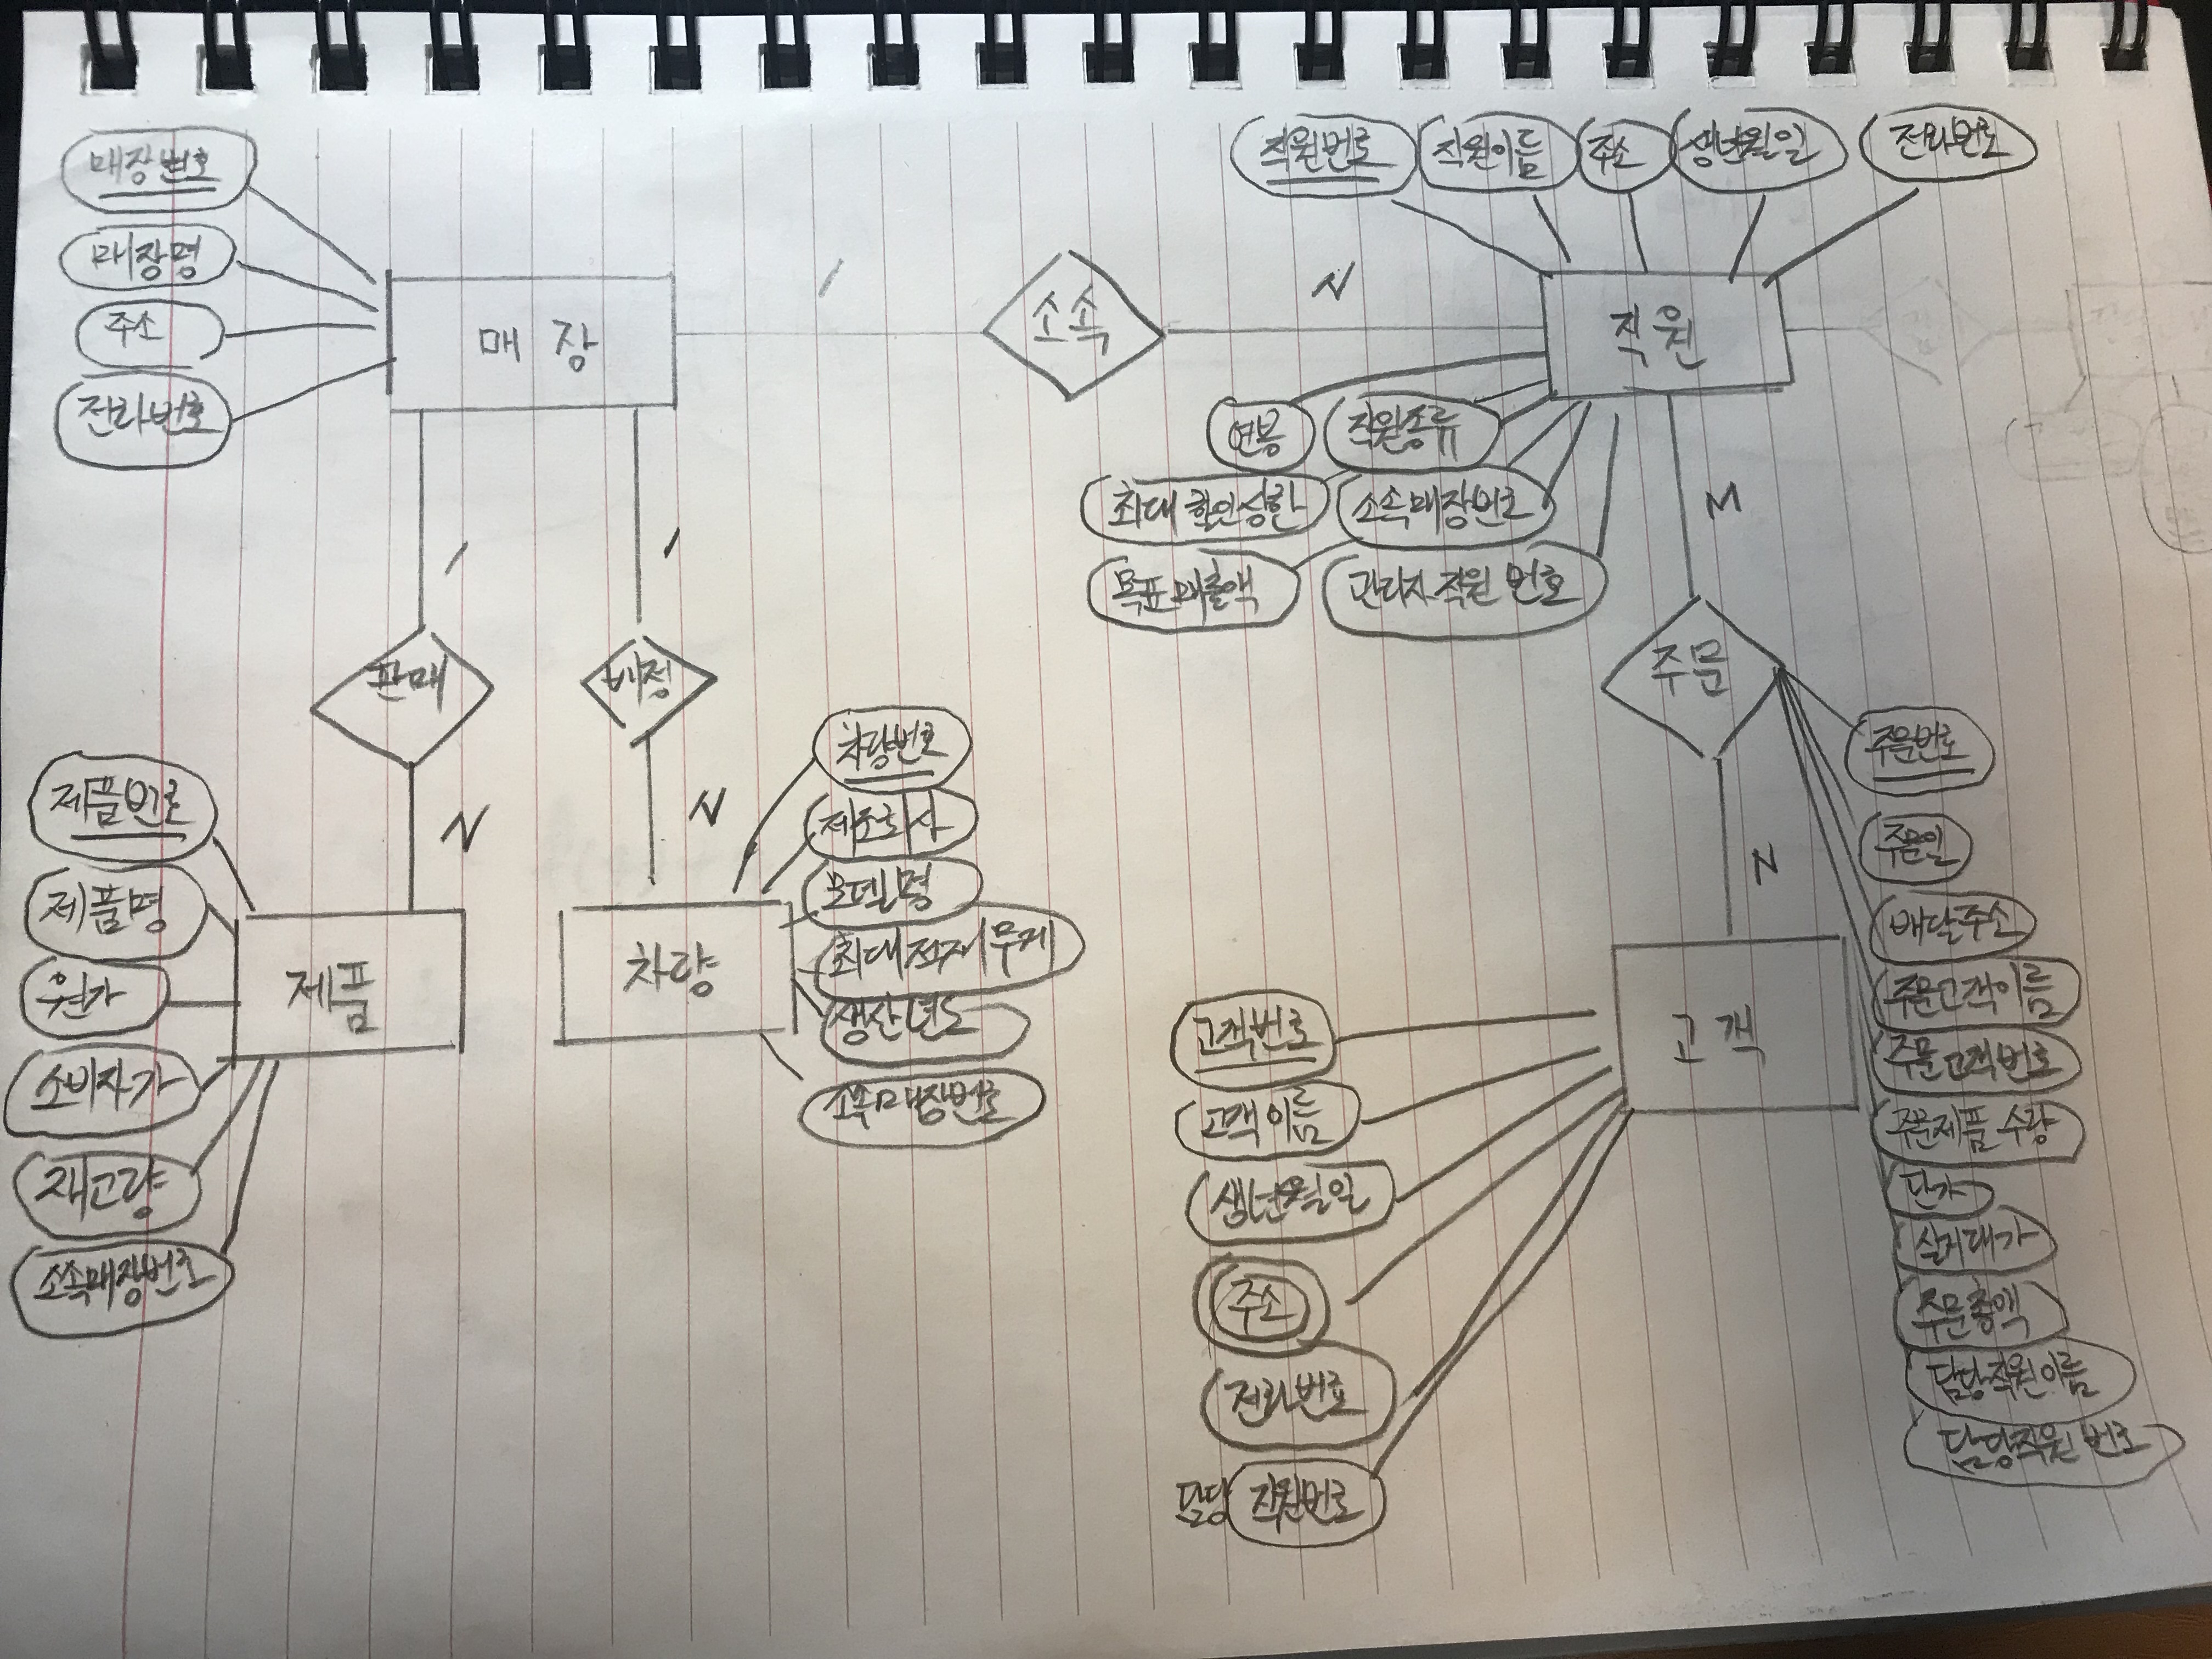 매장번호
매장명
주소
전화번호
매장
1
소속
N
직원번호
직원이름
주소
생년월일
전화번호
직원
연봉
직원종류
최대 할인상한
소속매장번호
목표매출액
관리자 직원 번호
1
판매
N
1
배정
N
M
주문
N
제품번호
제품명
원가
소비자가
재고량
소속매장번호
제품
차량번호
제조회사
모델명
최대적재무게
생산년도
소속매장번호
차량
주문번호
주문일
배달주소
주문고객이름
주문고객번호
주문제품 수량
단가
실거래가
주문총액
담당직원이름
담당직원 번호
고객
고객번호
고객이름
생년월일
주소
전화번호
담당 직원번호